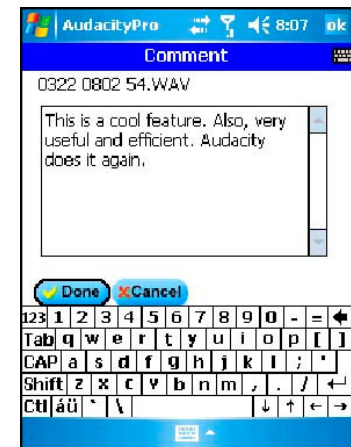 AudacityPro 8:07 ok
Comment
0322 0802 54.WAV
This is a cool feature. Also, very
useful and efficient. Audacity
does it again.
Done Cancel
123 1 2 3 4 5 6 7 8 9 0 - =
Tab q w e r t y u i o p [ ]
CAP a s d f g h j k l ; '
Shift z x c v b n m , . /
Ctl áü ` \